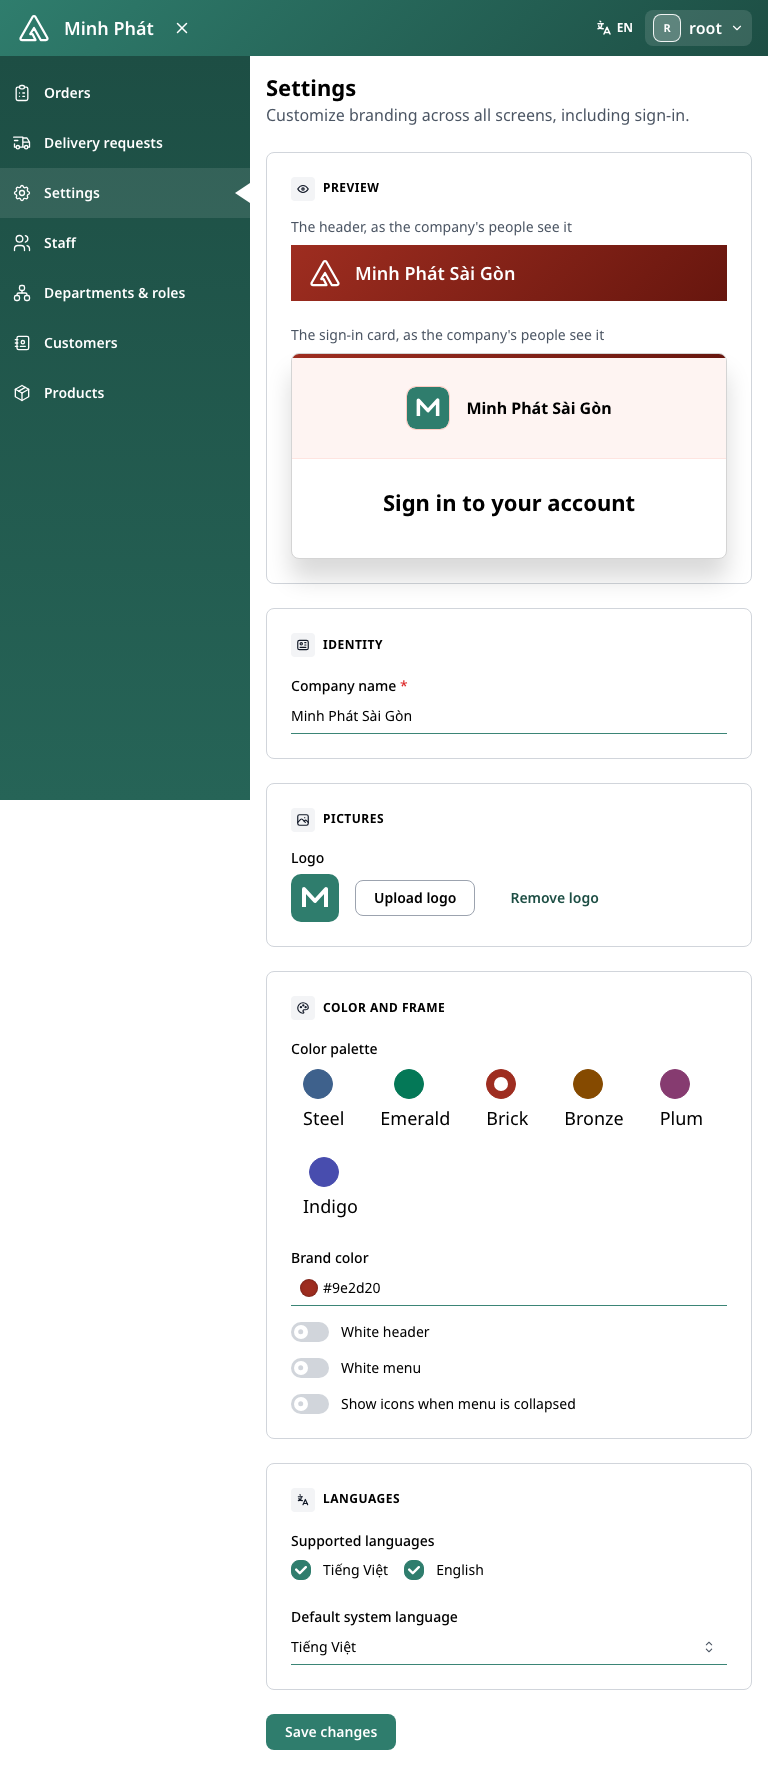 Minh Phát
EN
R
root
Orders
Delivery requests
Settings
Staff
Departments & roles
Customers
Products
Settings
Customize branding across all screens, including sign-in.
PREVIEW
The header, as the company's people see it
Minh Phát Sài Gòn
The sign-in card, as the company's people see it
M
Minh Phát Sài Gòn
Sign in to your account
IDENTITY
Company name *
Minh Phát Sài Gòn
PICTURES
Logo
M
Upload logo
Remove logo
COLOR AND FRAME
Color palette
Steel
Emerald
Brick
Bronze
Plum
Indigo
Brand color
#9e2d20
White header
White menu
Show icons when menu is collapsed
LANGUAGES
Supported languages
Tiếng Việt
English
Default system language
Tiếng Việt
Save changes